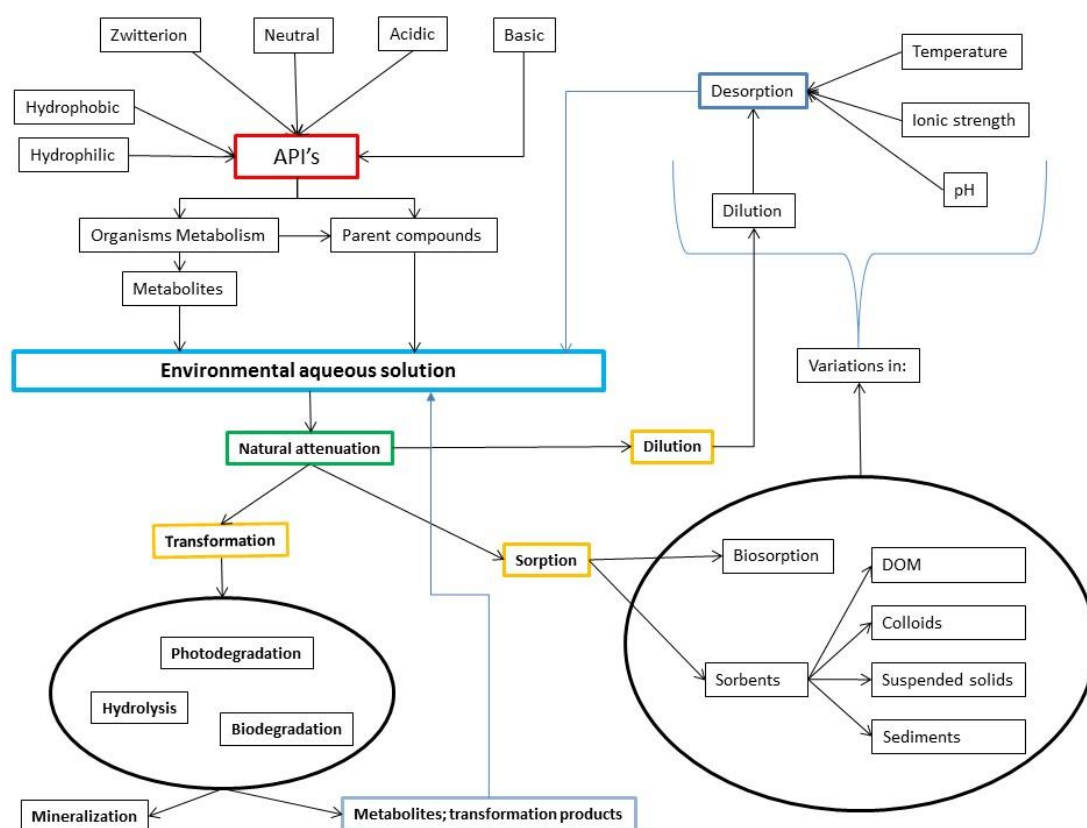 Zwitterion
Neutral
Acidic
Basic
Temperature
Hydrophobic
Desorption
Ionic strength
Hydrophilic
API's
pH
Dilution
Organisms Metabolism
Parent compounds
Metabolites
Environmental aqueous solution
Variations in:
Natural attenuation
Dilution
Transformation
Sorption
Biosorption
DOM
Colloids
Photodegradation
Sorbents
Suspended solids
Hydrolysis
Biodegradation
Sediments
Mineralization
Metabolites; transformation products